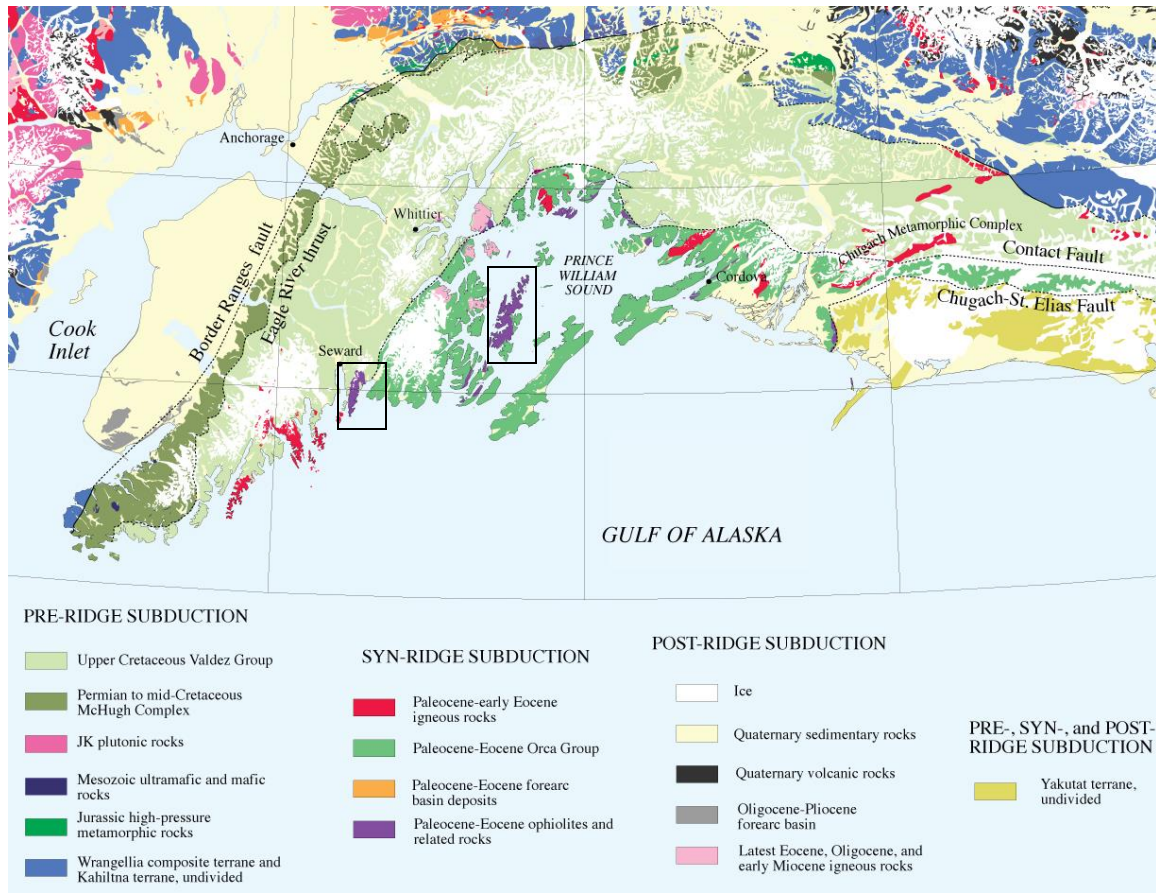 Anchorage
Whittier
PRINCE
WILLIAM
SOUND
Cordova
Chugach Metamorphic Complex
Contact Fault
Chugach-St. Elias Fault
Border Ranges fault
Eagle River thrust
Cook
Inlet
Seward
GULF OF ALASKA
PRE-RIDGE SUBDUCTION
Upper Cretaceous Valdez Group
Permian to mid-Cretaceous
McHugh Complex
JK plutonic rocks
Mesozoic ultramafic and mafic
rocks
Jurassic high-pressure
metamorphic rocks
Wrangellia composite terrane and
Kahiltna terrane, undivided
SYN-RIDGE SUBDUCTION
Paleocene-early Eocene
igneous rocks
Paleocene-Eocene Orca Group
Paleocene-Eocene forearc
basin deposits
Paleocene-Eocene ophiolites and
related rocks
POST-RIDGE SUBDUCTION
Ice
Quaternary sedimentary rocks
Quaternary volcanic rocks
Oligocene-Pliocene
forearc basin
Latest Eocene, Oligocene, and
early Miocene igneous rocks
PRE-, SYN-, and POST-
RIDGE SUBDUCTION
Yakutat terrane,
undivided